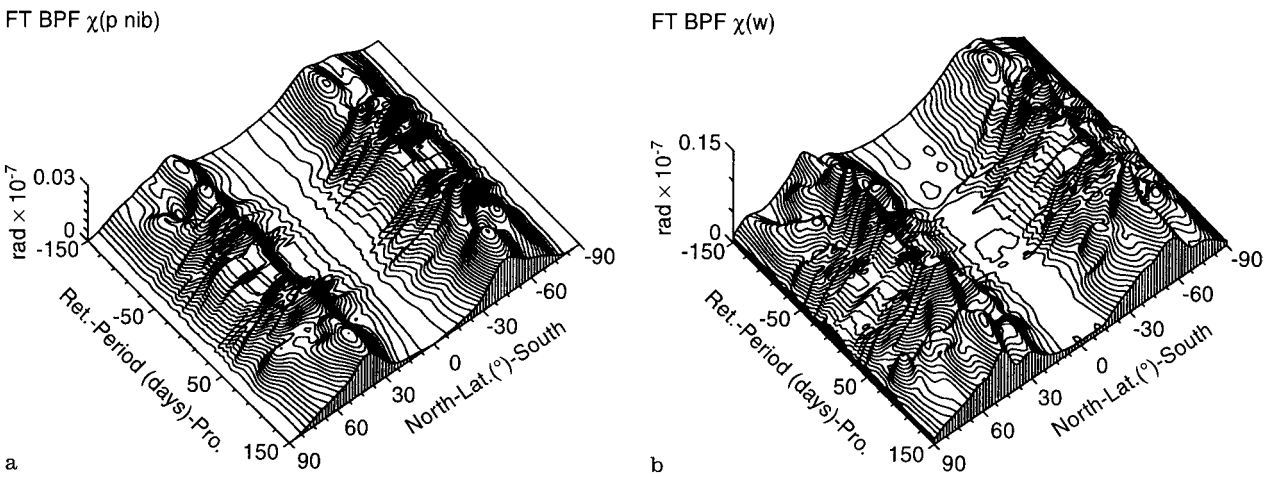 FT BPF χ(p nib)
rad × 10⁻⁷
0.03
0
-150
-50
50
150
Ret.-Period (days)-Pro.
90
60
30
0
-30
-60
-90
North-Lat.(°)-South
a
FT BPF χ(w)
rad × 10⁻⁷
0.15
0
-150
-50
50
150
Ret.-Period (days)-Pro.
90
60
30
0
-30
-60
-90
North-Lat.(°)-South
b